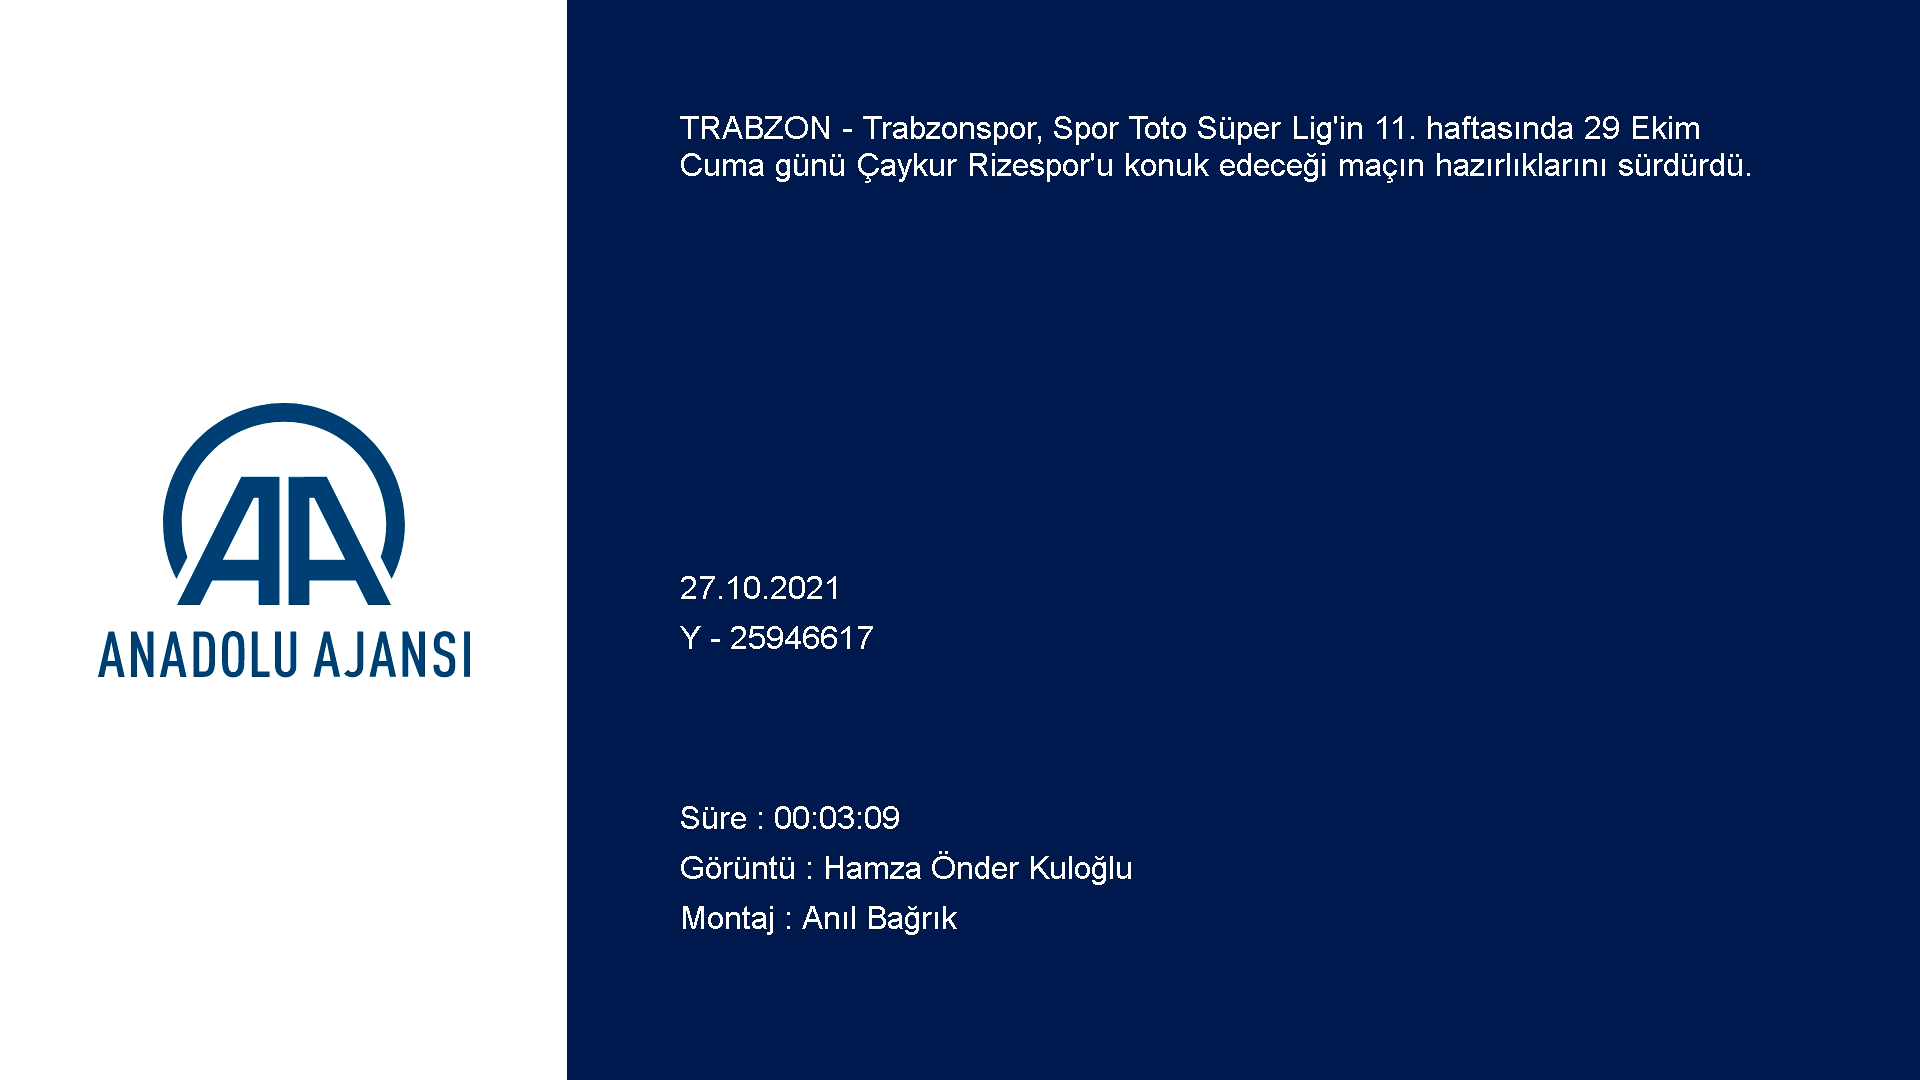 TRABZON - Trabzonspor, Spor Toto Süper Lig'in 11. haftasında 29 Ekim
Cuma günü Çaykur Rizespor'u konuk edeceği maçın hazırlıklarını sürdürdü.
AA
ANADOLU AJANSI
27.10.2021
Y - 25946617
Süre : 00:03:09
Görüntü : Hamza Önder Kuloğlu
Montaj : Anıl Bağrık